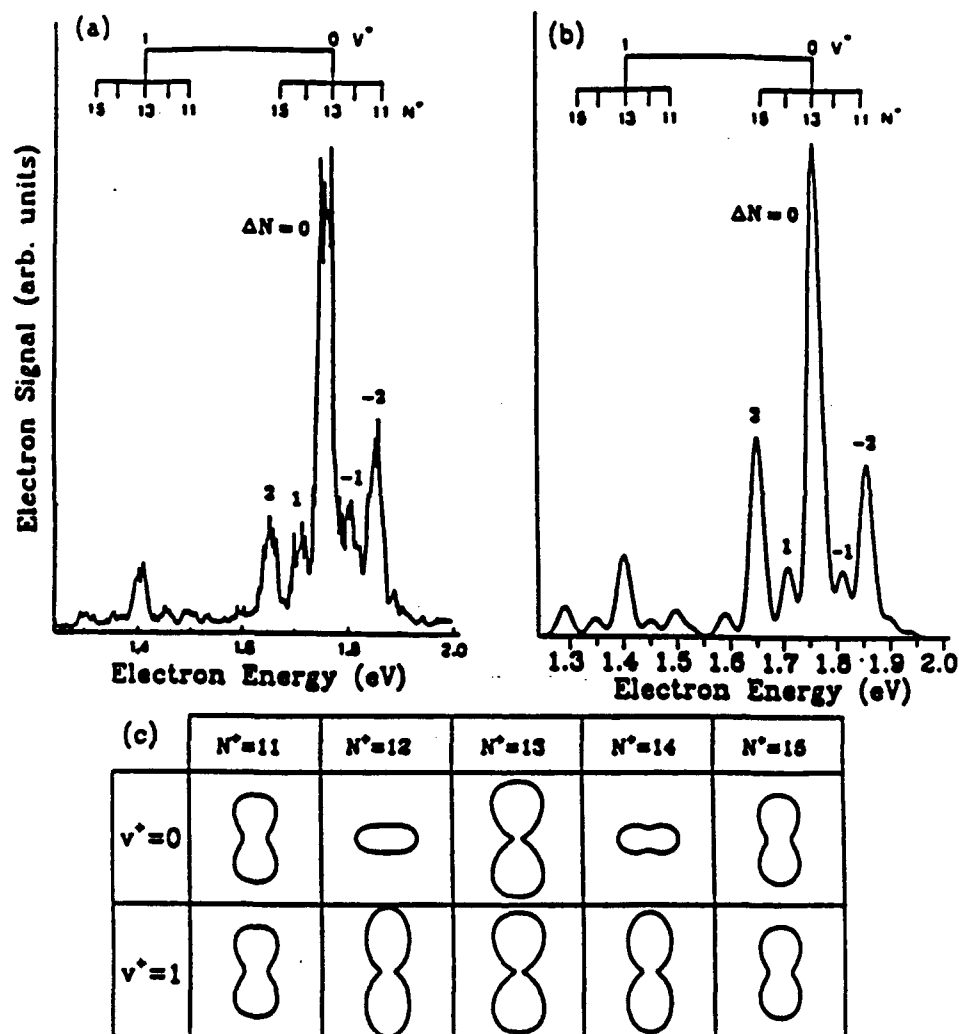 (a)
1 0 v⁺
15 13 11 15 13 11 N⁺
ΔN = 0
-2
2 1 -1
Electron Signal (arb. units)
1.4 1.6 1.8 2.0
Electron Energy (eV)
(b)
1 0 v⁺
15 13 11 15 13 11 N⁺
ΔN = 0
2 -2
1 -1
1.3 1.4 1.5 1.6 1.7 1.8 1.9 2.0
Electron Energy (eV)
(c) N⁺=11 N⁺=12 N⁺=13 N⁺=14 N⁺=15
v⁺=0
v⁺=1